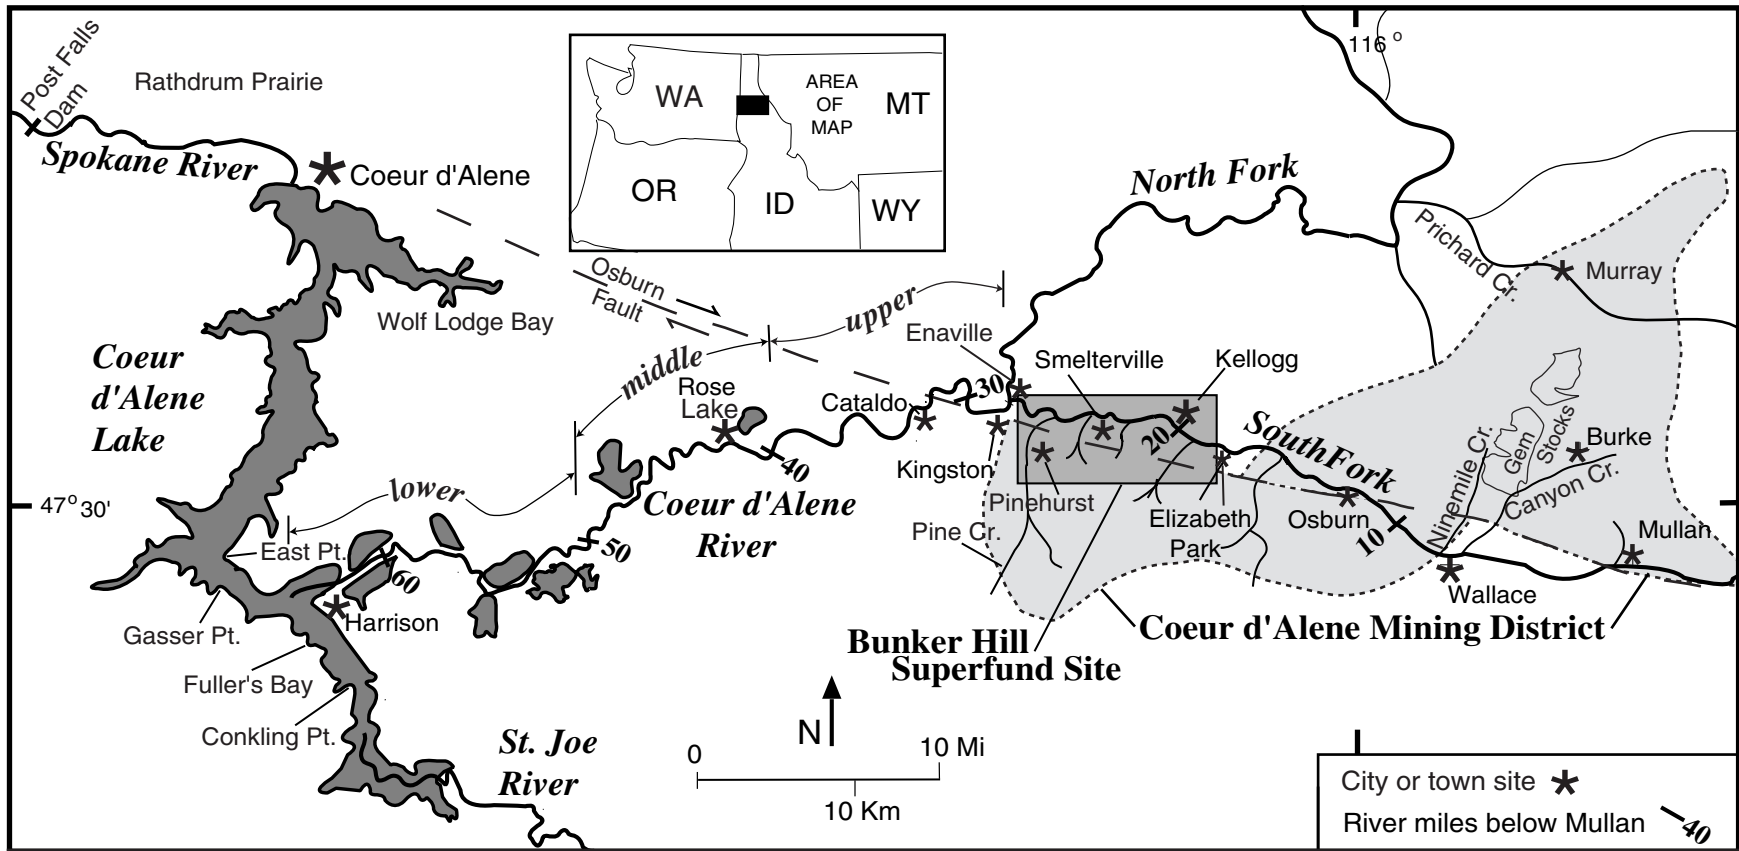 Post Falls
Dam
Rathdrum Prairie
Spokane River
Coeur d'Alene
WA
AREA
OF
MAP
MT
OR
ID
WY
116 o
North Fork
Prichard Cr.
Murray
Osburn
Fault
Wolf Lodge Bay
upper
middle
lower
Enaville
Smelterville
Kellogg
Coeur
d'Alene
Lake
Rose
Lake
Cataldo
30
20
South Fork
Ninemile Cr.
Gem
Stocks
Burke
Canyon Cr.
40
Kingston
Coeur d'Alene
River
Pinehurst
Pine Cr.
Elizabeth
Park
Osburn
10
Mullan
47o 30'
East Pt.
50
60
Wallace
Harrison
Gasser Pt.
Coeur d'Alene Mining District
Bunker Hill
Superfund Site
Fuller's Bay
Conkling Pt.
St. Joe
River
N
0
10 Mi
10 Km
City or town site
River miles below Mullan
40